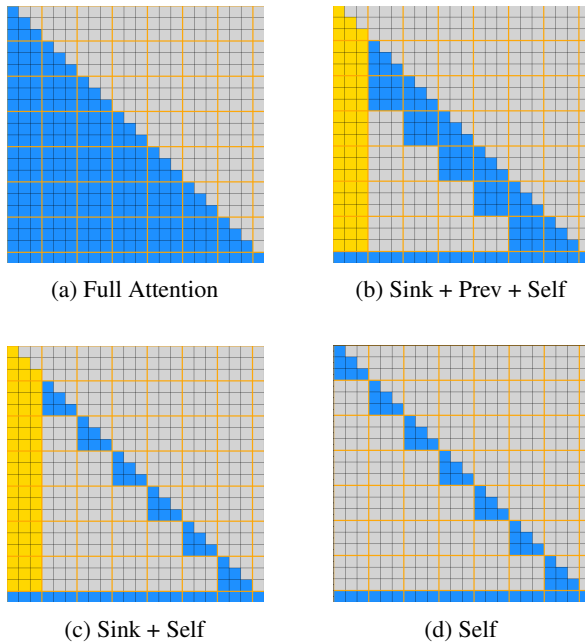 (a) Full Attention
(b) Sink + Prev + Self
(c) Sink + Self
(d) Self